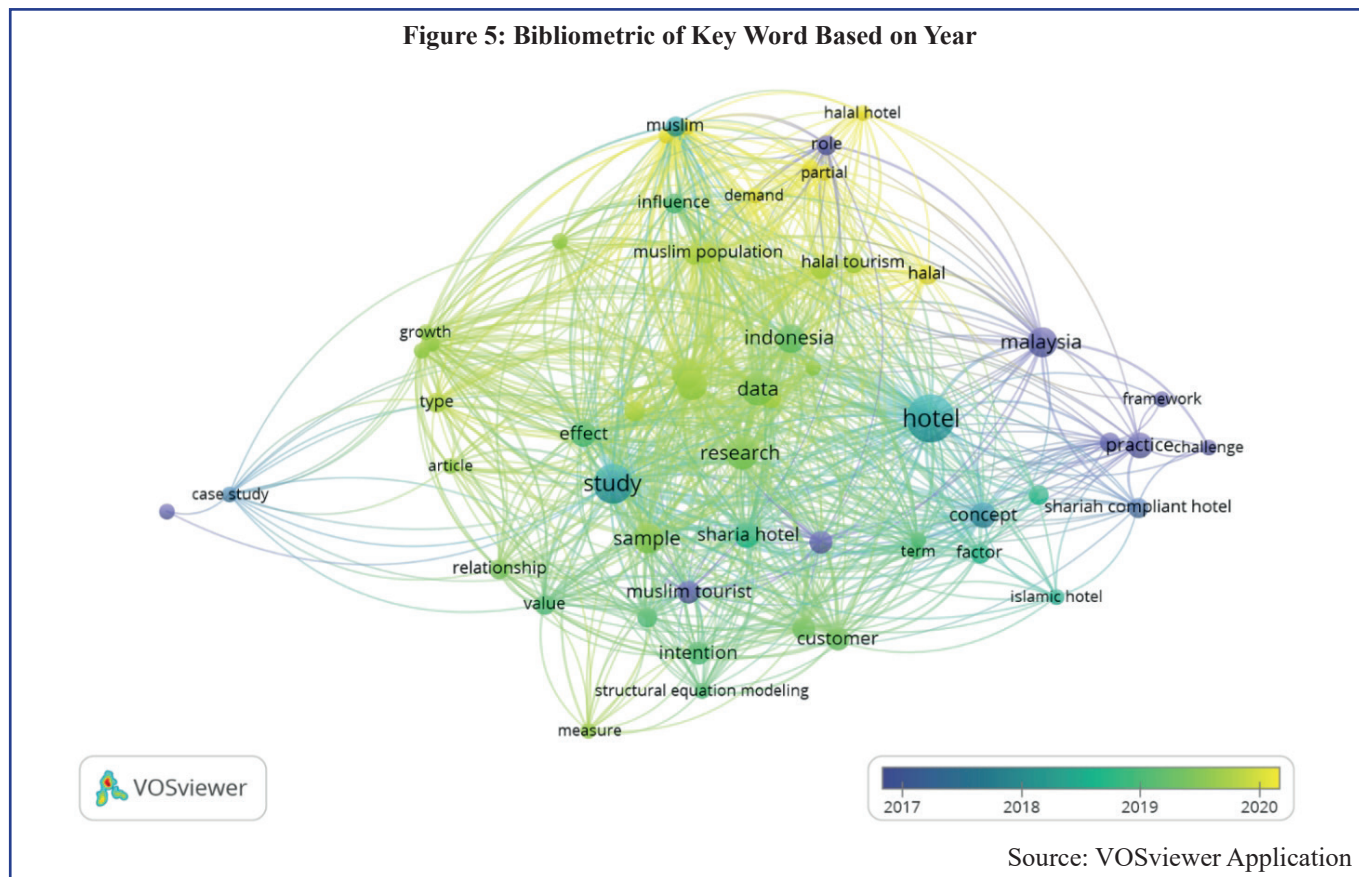 Figure 5: Bibliometric of Key Word Based on Year
halal hotel
muslim
role
partial
demand
influence
muslim population
halal tourism
halal
growth
indonesia
malaysia
data
type
framework
hotel
effect
practice
challenge
research
article
study
case study
shariah compliant hotel
concept
sample
sharia hotel
term
factor
relationship
muslim tourist
islamic hotel
value
customer
intention
structural equation modeling
measure
VOSviewer
2017 2018 2019 2020
Source: VOSviewer Application